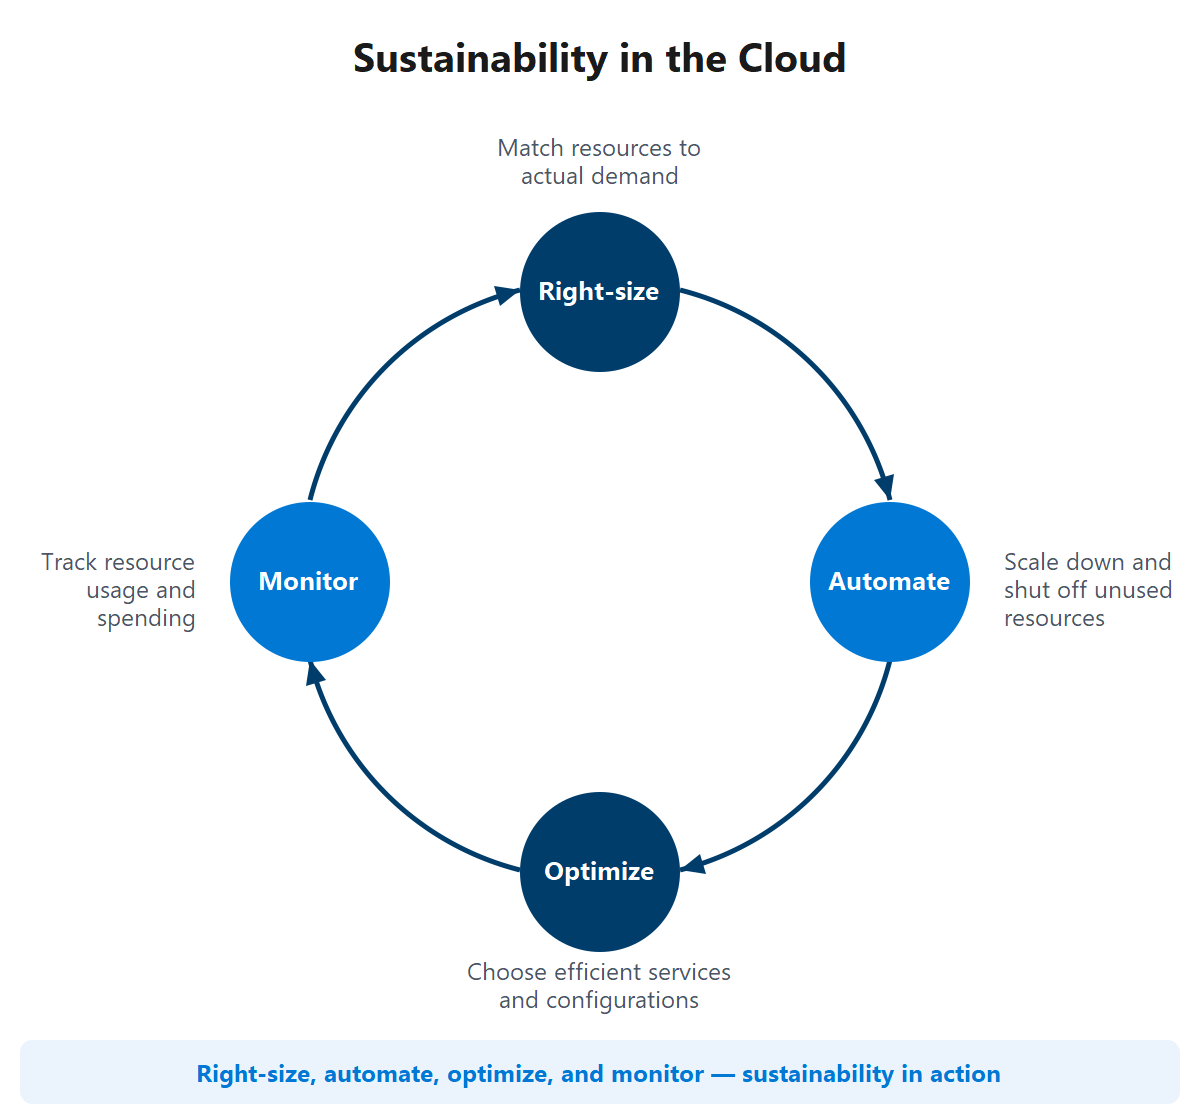 Sustainability in the Cloud
Match resources to
actual demand
Right-size
Track resource
usage and
spending
Monitor
Automate
Scale down and
shut off unused
resources
Optimize
Choose efficient services
and configurations
Right-size, automate, optimize, and monitor — sustainability in action